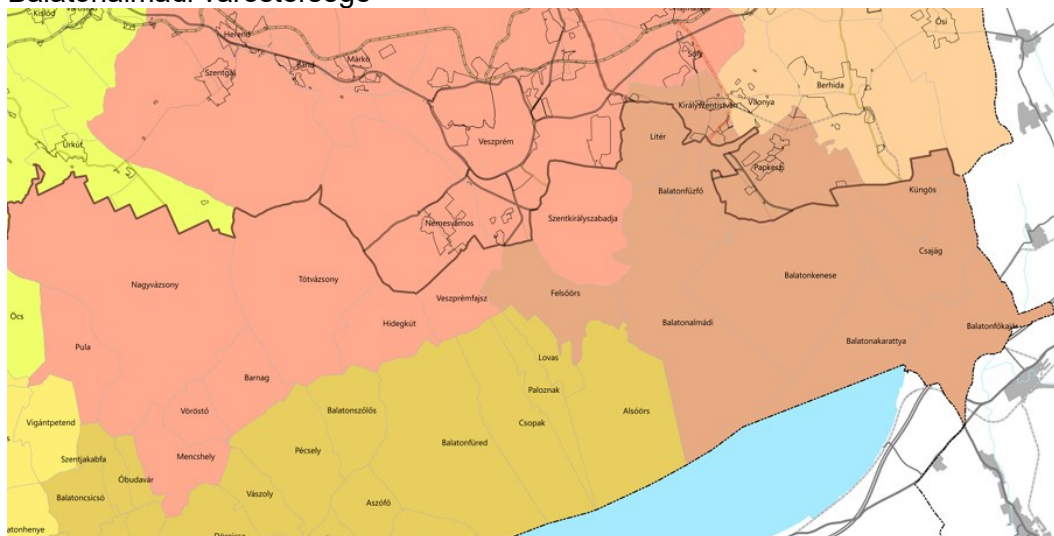 Balatonalmádi várostérsége
Kislőd
Herend
Ősi
Szentgál
Bánd
Márkó
Sóly
Berhida
Úrkút
Veszprém
Királyszentistván
Vilonya
Litér
Papkeszi
Balatonfűzfő
Küngös
Nemesvámos
Szentkirályszabadja
Csajág
Nagyvázsony
Tótvázsony
Balatonkenese
Veszprémfajsz
Felsőörs
Öcs
Hidegkút
Balatonalmádi
Balatonfőkajár
Pula
Balatonakarattya
Lovas
Barnag
Paloznak
Vöröstó
Balatonszőlős
Alsóörs
Vigántpetend
Csopak
Szentjakabfa
Mencshely
Pécsely
Balatonfüred
Óbudavár
Balatoncsicsó
Vászoly
Aszófő
atonhenye